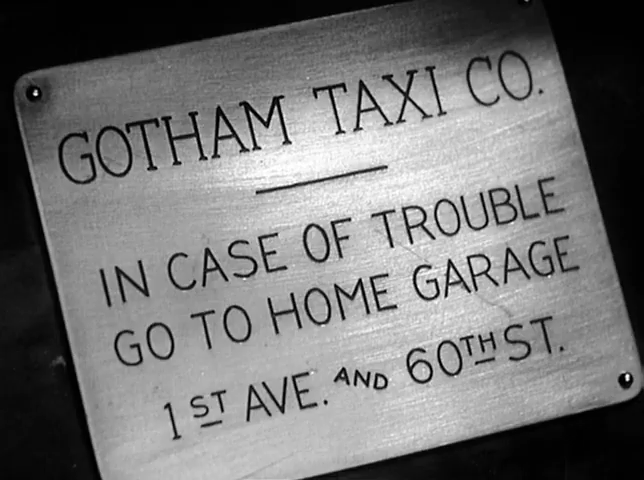 GOTHAM TAXI CO.
IN CASE OF TROUBLE
GO TO HOME GARAGE
1ST AVE. AND 60TH ST.